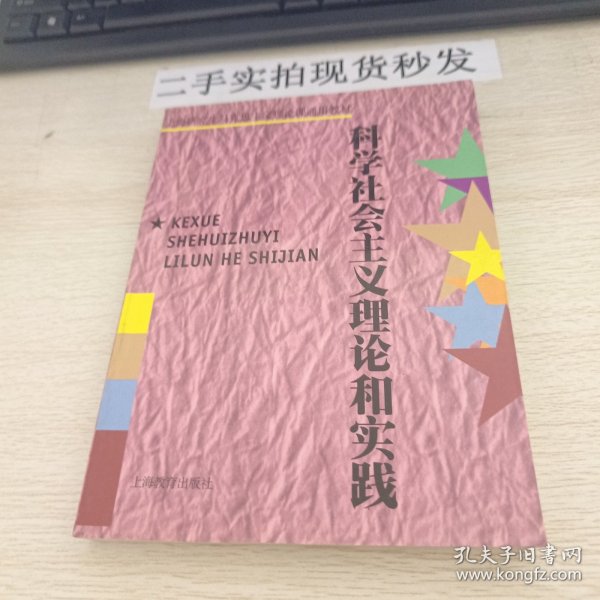 二手实拍现货秒发
科学社会主义理论和实践
★ KEXUE
SHEHUIZHUYI
LILUN HE SHIJIAN
上海教育出版社
孔夫子旧书网
www.kongfz.com